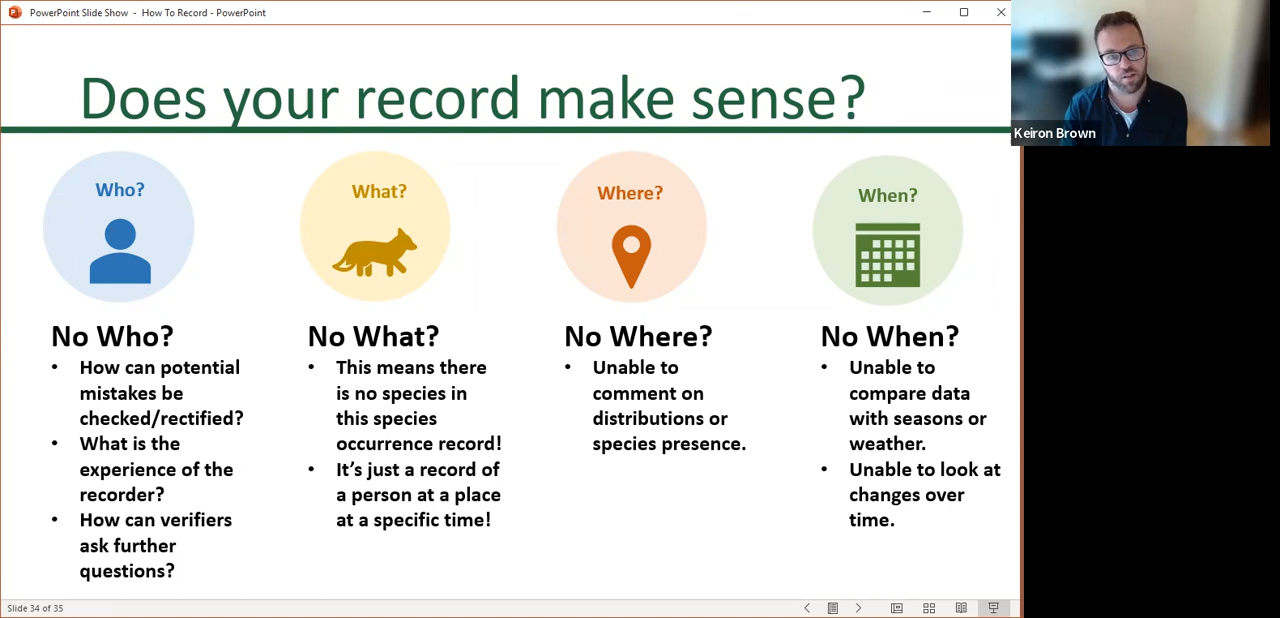 PowerPoint Slide Show - How To Record - PowerPoint
Does your record make sense?
Keiron Brown
Who?
What?
Where?
When?
No Who?
• How can potential
mistakes be
checked/rectified?
• What is the
experience of the
recorder?
• How can verifiers
ask further
questions?
No What?
• This means there
is no species in
this species
occurrence record!
• It's just a record of
a person at a place
at a specific time!
No Where?
• Unable to
comment on
distributions or
species presence.
No When?
• Unable to
compare data
with seasons or
weather.
• Unable to look at
changes over
time.
Slide 34 of 35